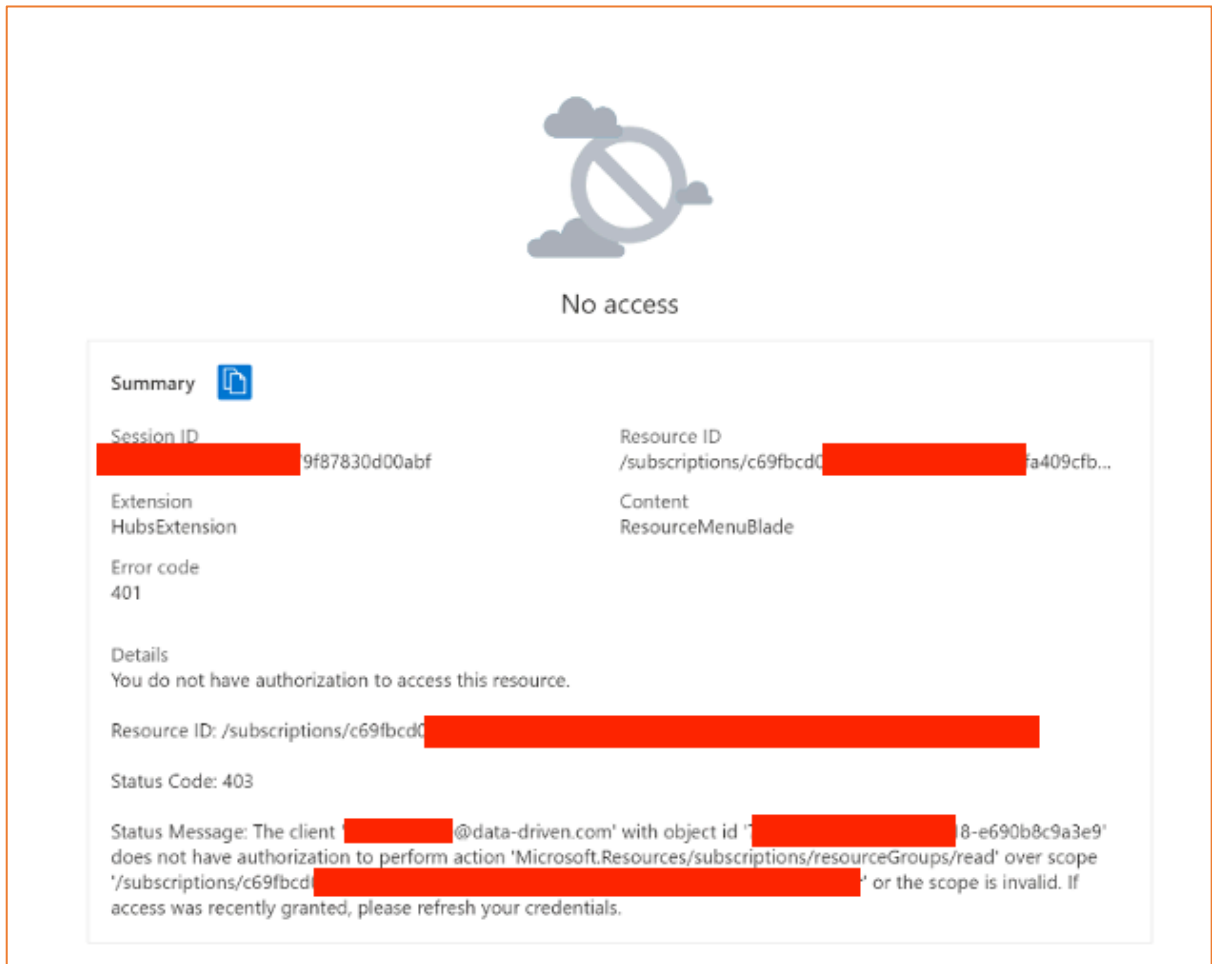 No access
Summary
Session ID
9f87830d00abf
Resource ID
/subscriptions/c69fbcd0 fa409cfb...
Extension
HubsExtension
Content
ResourceMenuBlade
Error code
401
Details
You do not have authorization to access this resource.
Resource ID: /subscriptions/c69fbcd0
Status Code: 403
Status Message: The client ' @data-driven.com' with object id '7 18-e690b8c9a3e9'
does not have authorization to perform action 'Microsoft.Resources/subscriptions/resourceGroups/read' over scope
'/subscriptions/c69fbcd ' or the scope is invalid. If
access was recently granted, please refresh your credentials.